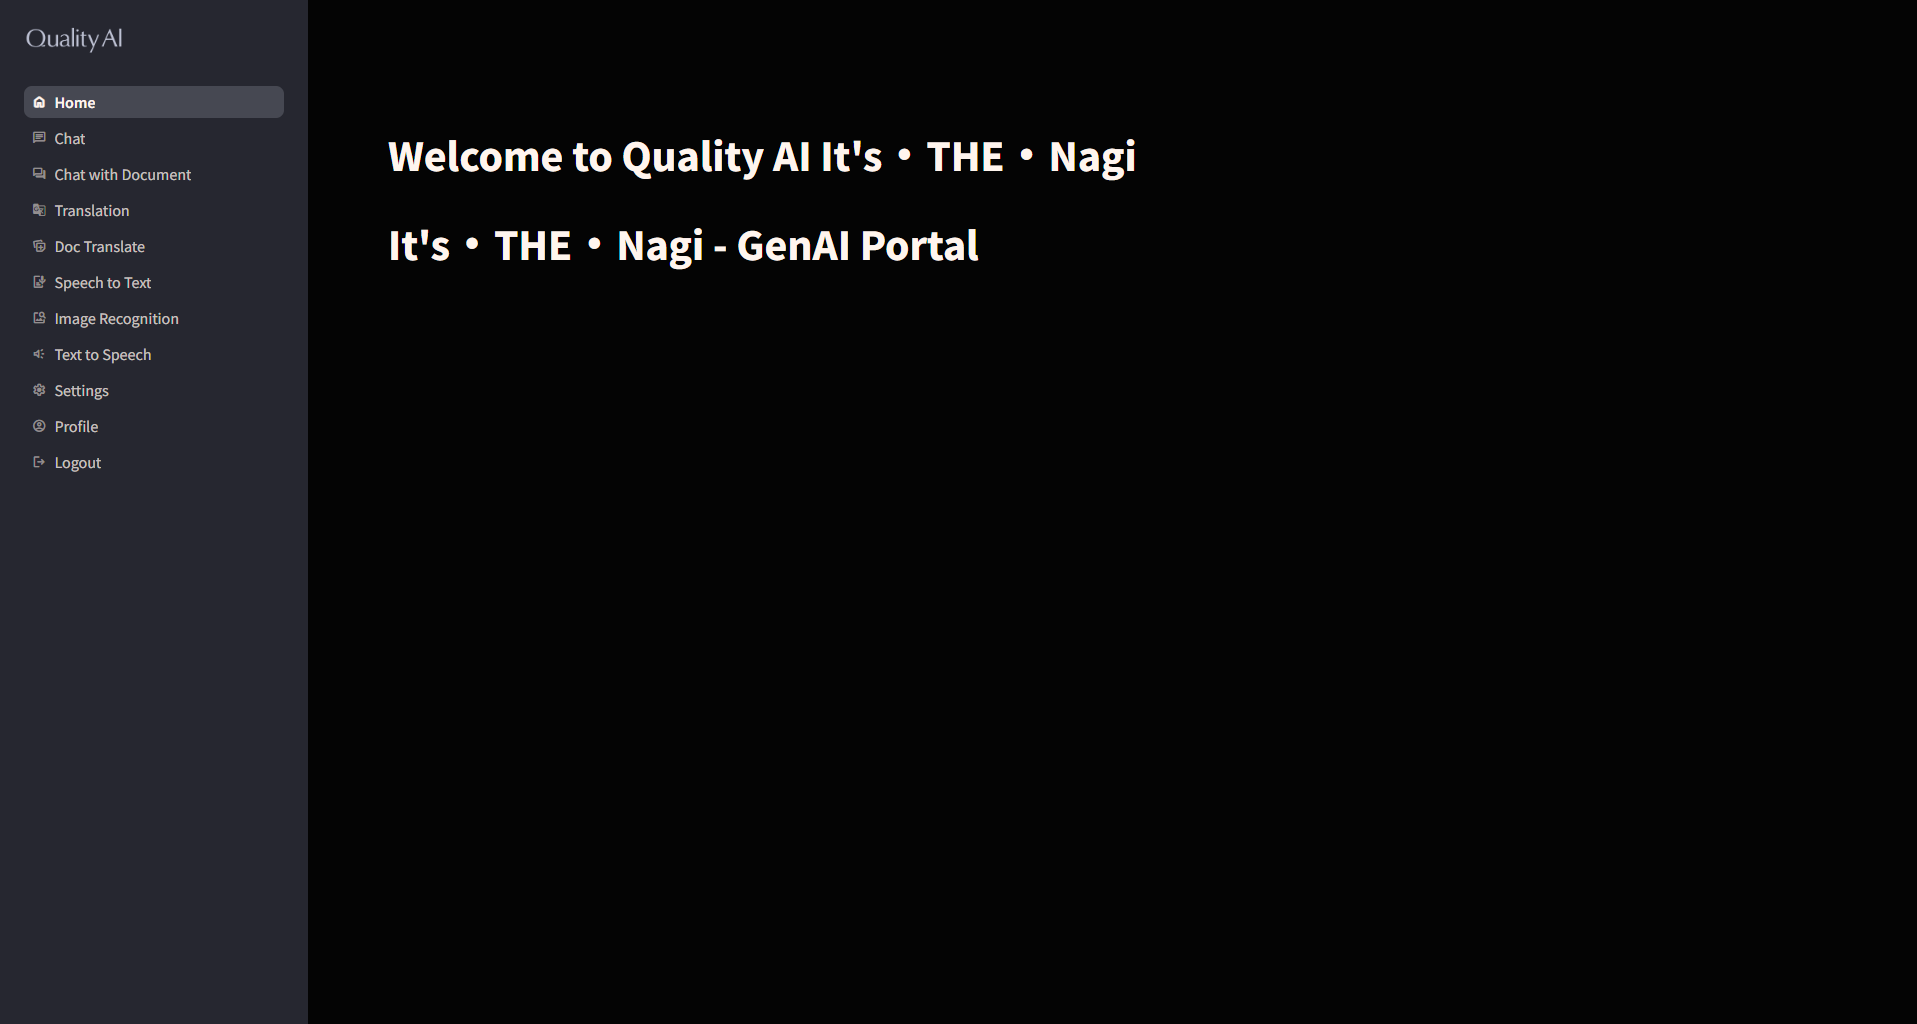 Quality AI
Home
Chat
Chat with Document
Translation
Doc Translate
Speech to Text
Image Recognition
Text to Speech
Settings
Profile
Logout
Welcome to Quality AI It's・THE・Nagi
It's・THE・Nagi - GenAI Portal